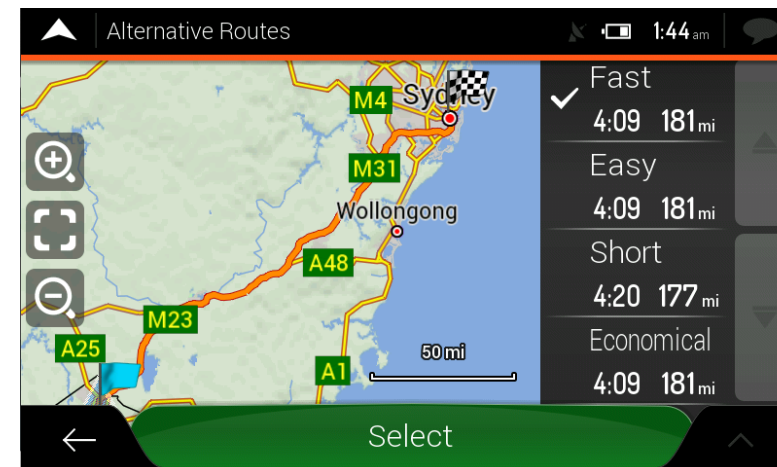 Alternative Routes
1:44 am
M4
Sydney
M31
Wollongong
A48
M23
A25
A1
50 mi
Fast
4:09 181 mi
Easy
4:09 181 mi
Short
4:20 177 mi
Economical
4:09 181 mi
Select